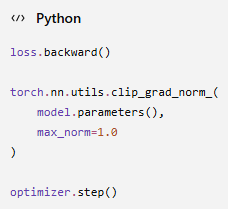 </> Python
loss.backward()
torch.nn.utils.clip_grad_norm_(
    model.parameters(),
    max_norm=1.0
)
optimizer.step()